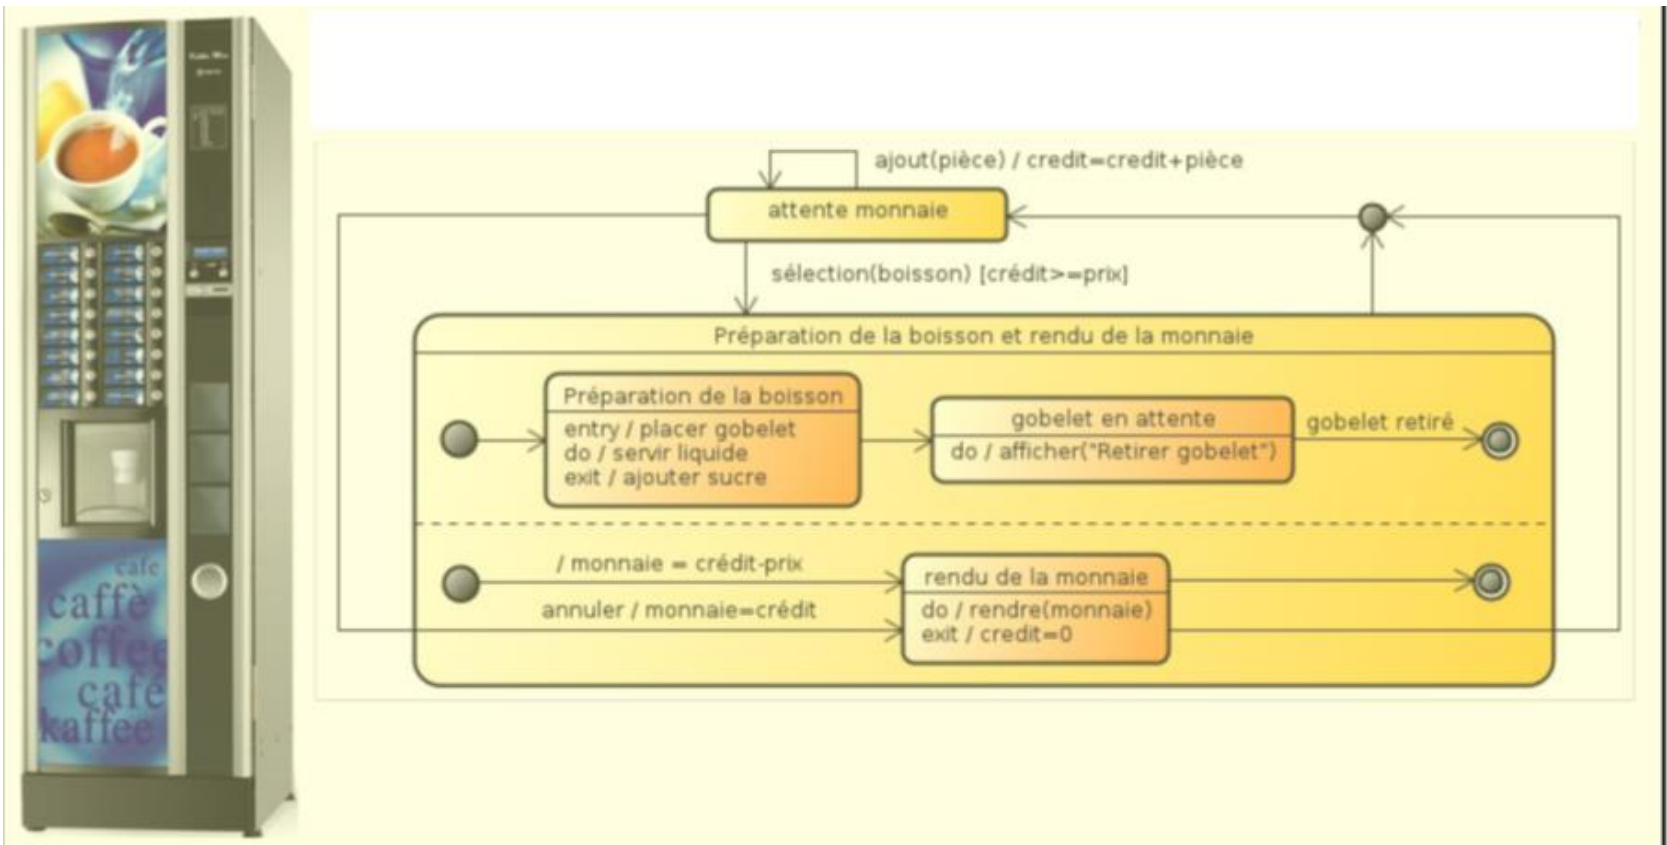 ajout(pièce) / credit=credit+pièce
attente monnaie
sélection(boisson) [crédit>=prix]
Préparation de la boisson et rendu de la monnaie
Préparation de la boisson
entry / placer gobelet
do / servir liquide
exit / ajouter sucre
gobelet en attente
do / afficher("Retirer gobelet")
gobelet retiré
/ monnaie = crédit-prix
annuler / monnaie=crédit
rendu de la monnaie
do / rendre(monnaie)
exit / credit=0
cafe
caffè
coffee
café
kaffee